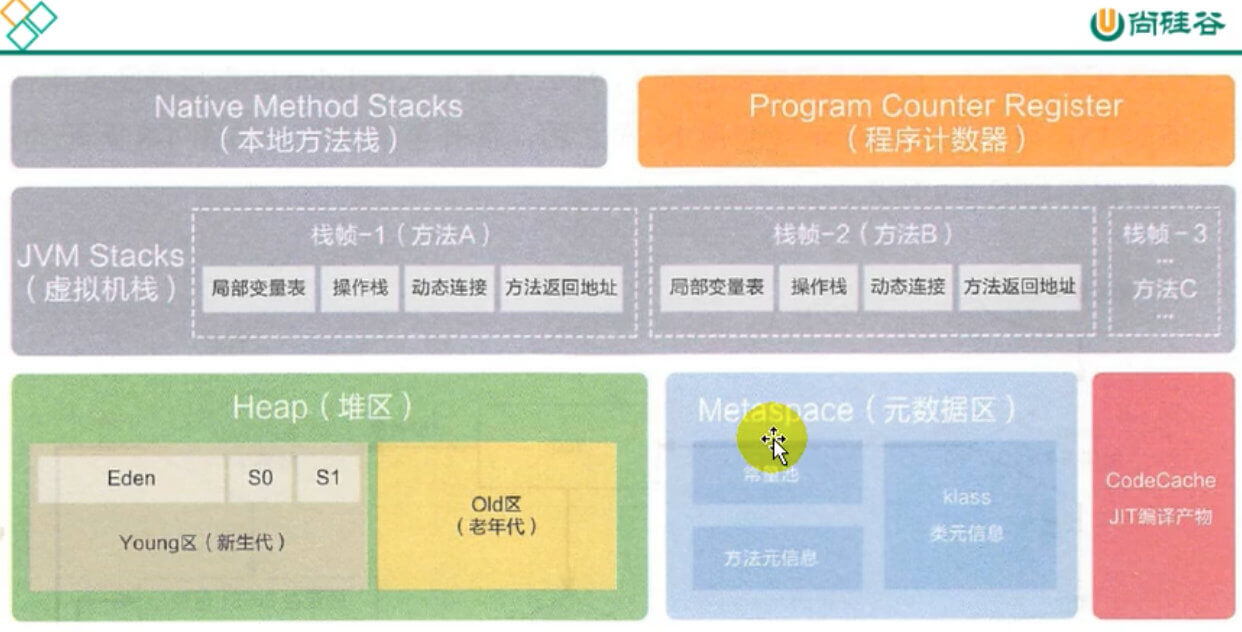 尚硅谷
Native Method Stacks
（本地方法栈）
Program Counter Register
（程序计数器）
JVM Stacks
（虚拟机栈）
栈帧-1（方法A）
局部变量表
操作栈
动态连接
方法返回地址
栈帧-2（方法B）
局部变量表
操作栈
动态连接
方法返回地址
栈帧-3
...
方法C
...
Heap（堆区）
Eden
S0
S1
Young区（新生代）
Old区
（老年代）
Metaspace（元数据区）
常量池
方法元信息
klass
类元信息
CodeCache
JIT编译产物